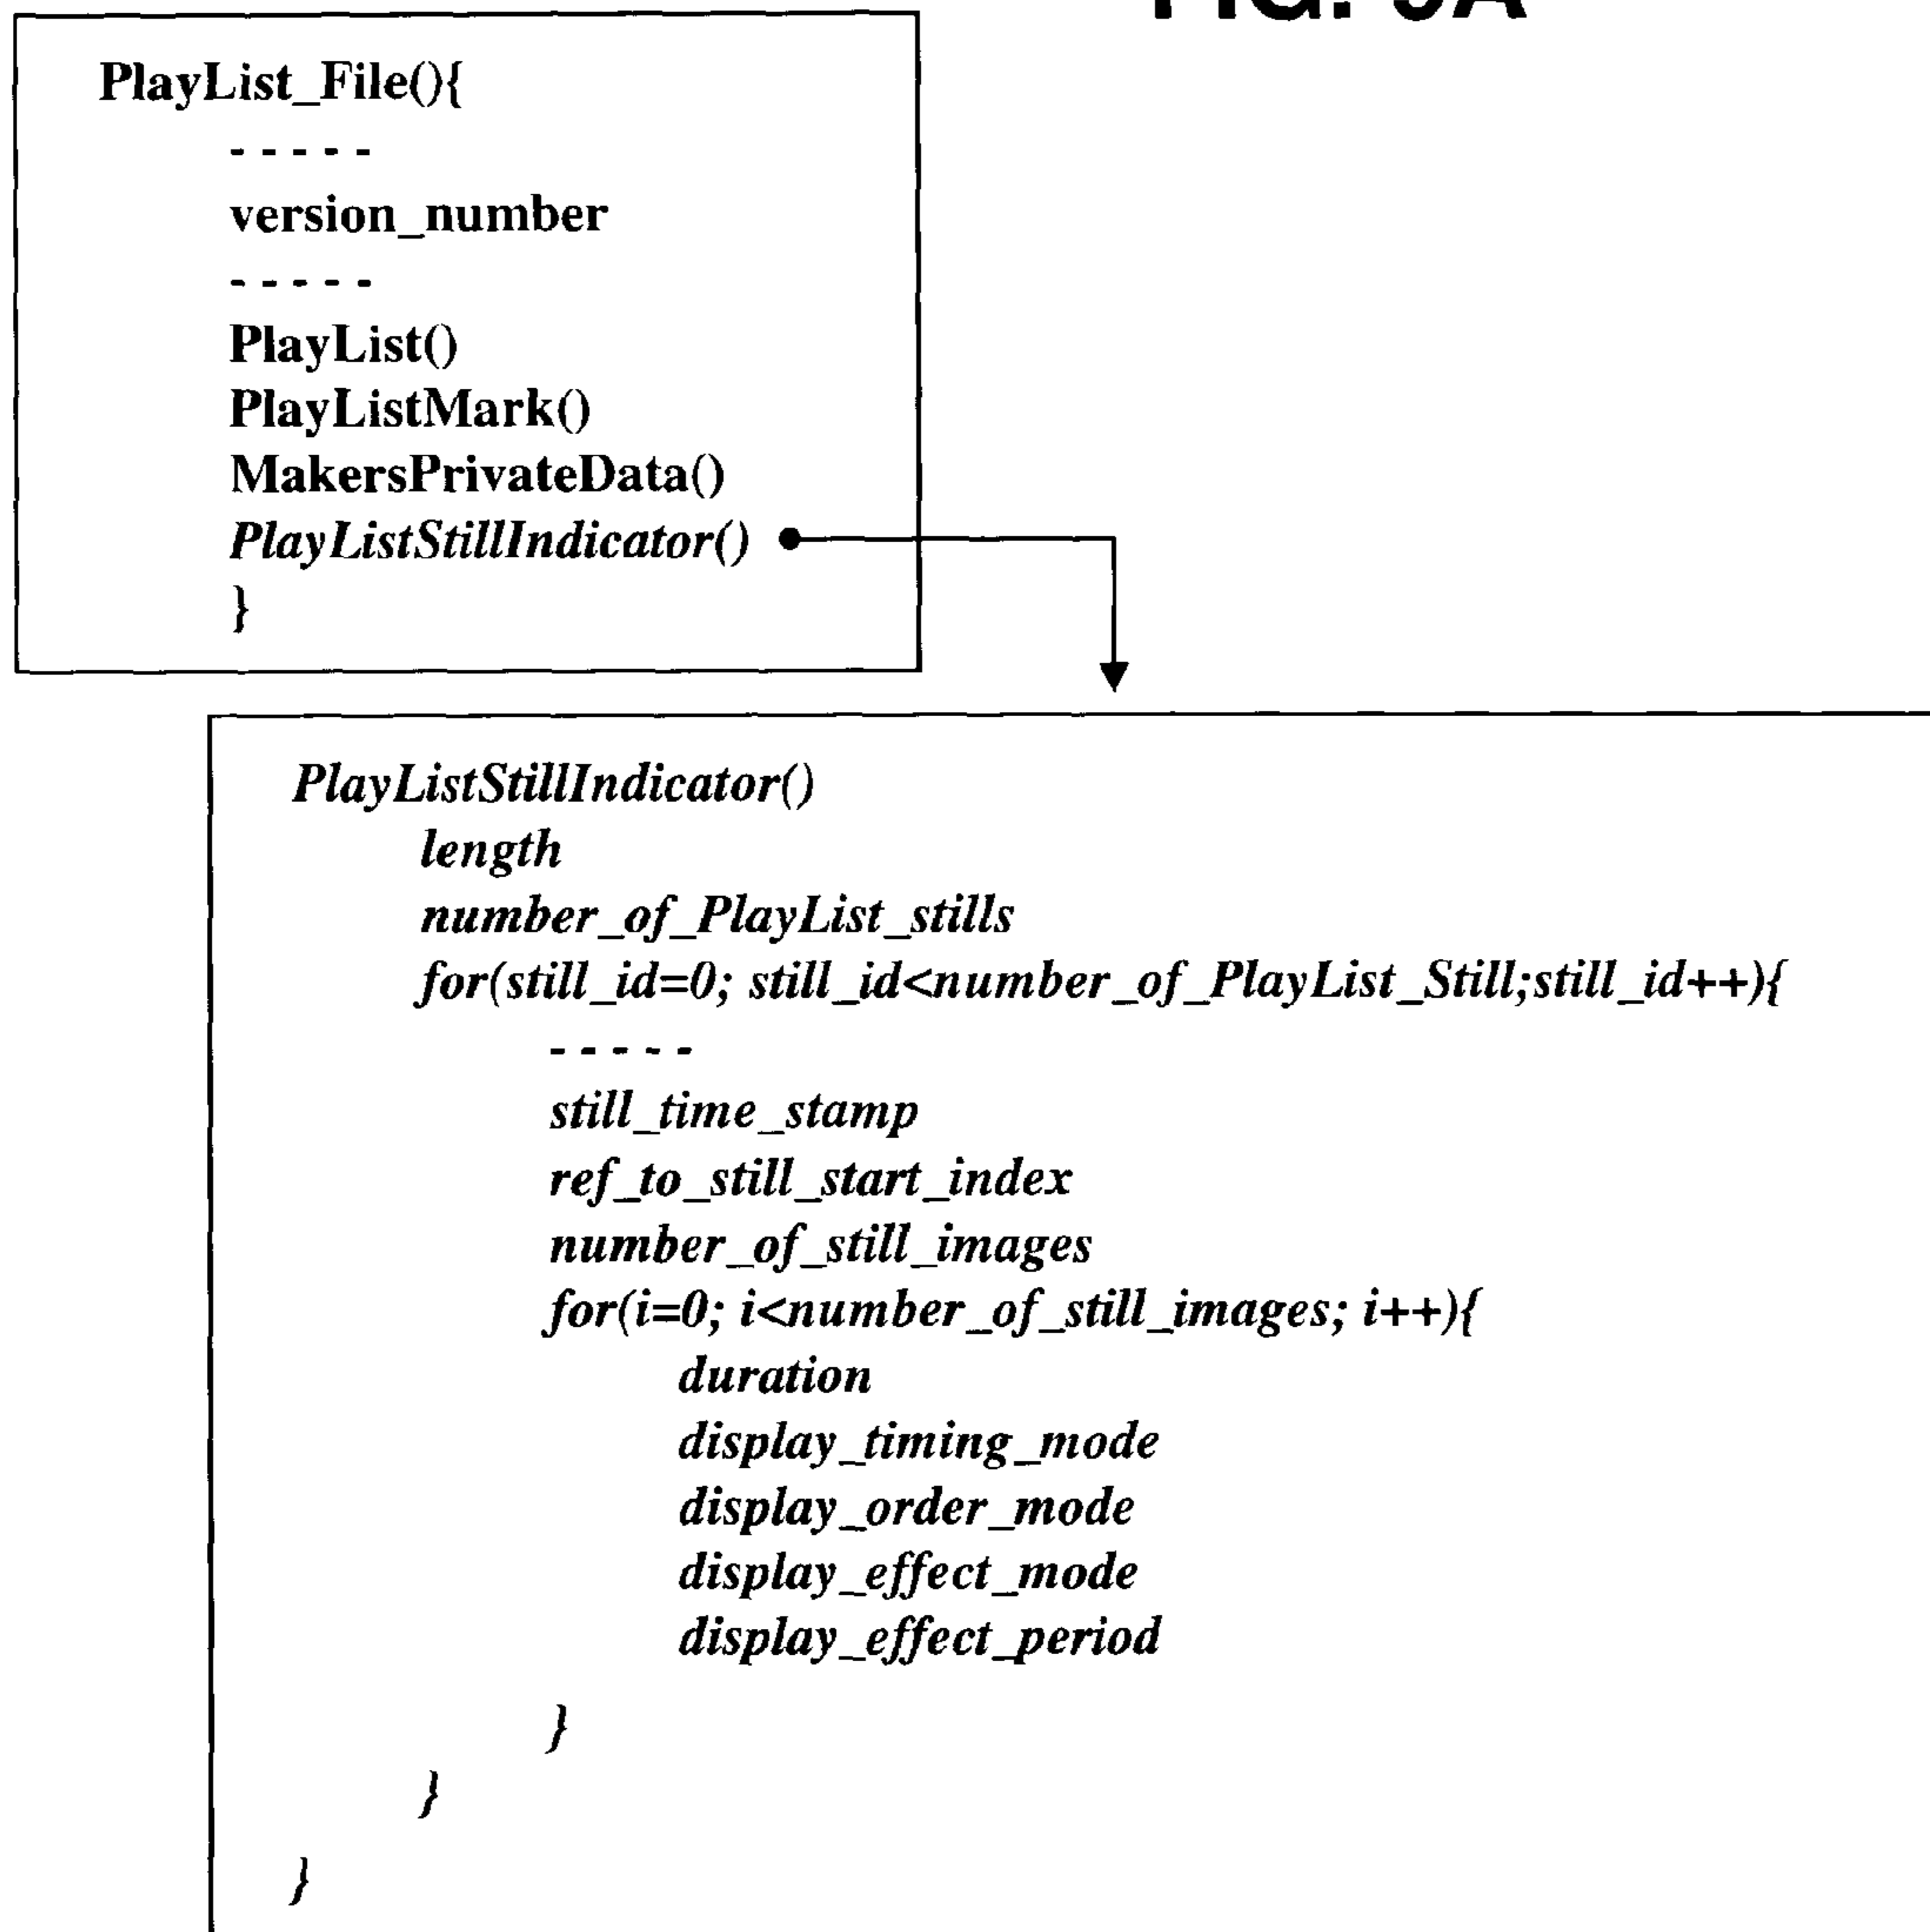 PlayList_File(){
- - - - -
version_number
- - - - -
PlayList()
PlayListMark()
MakersPrivateData()
PlayListStillIndicator()
}
PlayListStillIndicator()
length
number_of_PlayList_stills
for(still_id=0; still_id<number_of_PlayList_Still;still_id++){
- - - - -
still_time_stamp
ref_to_still_start_index
number_of_still_images
for(i=0; i<number_of_still_images; i++){
duration
display_timing_mode
display_order_mode
display_effect_mode
display_effect_period
}
}
}